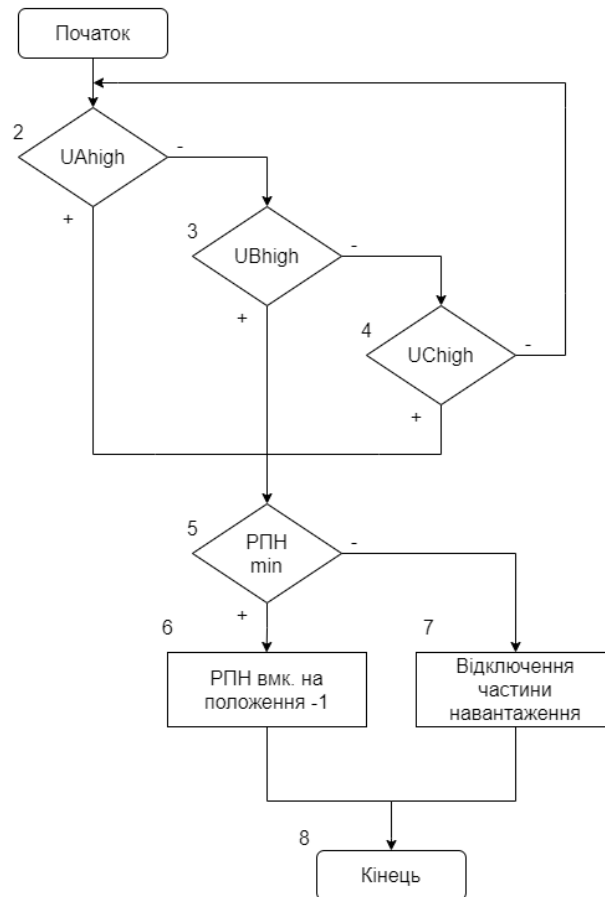 Початок
2
UAhigh
-
+
3
UBhigh
-
+
4
UChigh
-
+
5
РПН
min
-
+
6
РПН вмк. на
положення -1
7
Відключення
частини
навантаження
8
Кінець